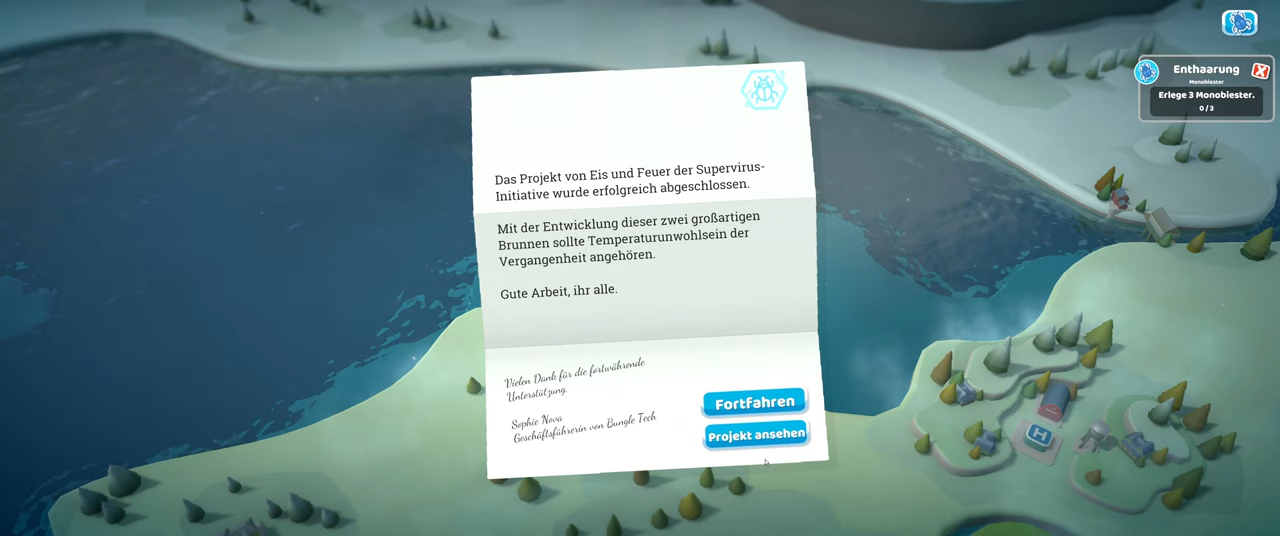 Das Projekt von Eis und Feuer der Supervirus-
Initiative wurde erfolgreich abgeschlossen.
Mit der Entwicklung dieser zwei großartigen
Brunnen sollte Temperaturunwohlsein der
Vergangenheit angehören.
Gute Arbeit, ihr alle.
Vielen Dank für die fortwährende
Unterstützung.
Sophie Nova
Geschäftsführerin von Bungle Tech
Fortfahren
Projekt ansehen
Enthaarung
Monobiester
Erlege 3 Monobiester.
0 / 3
H